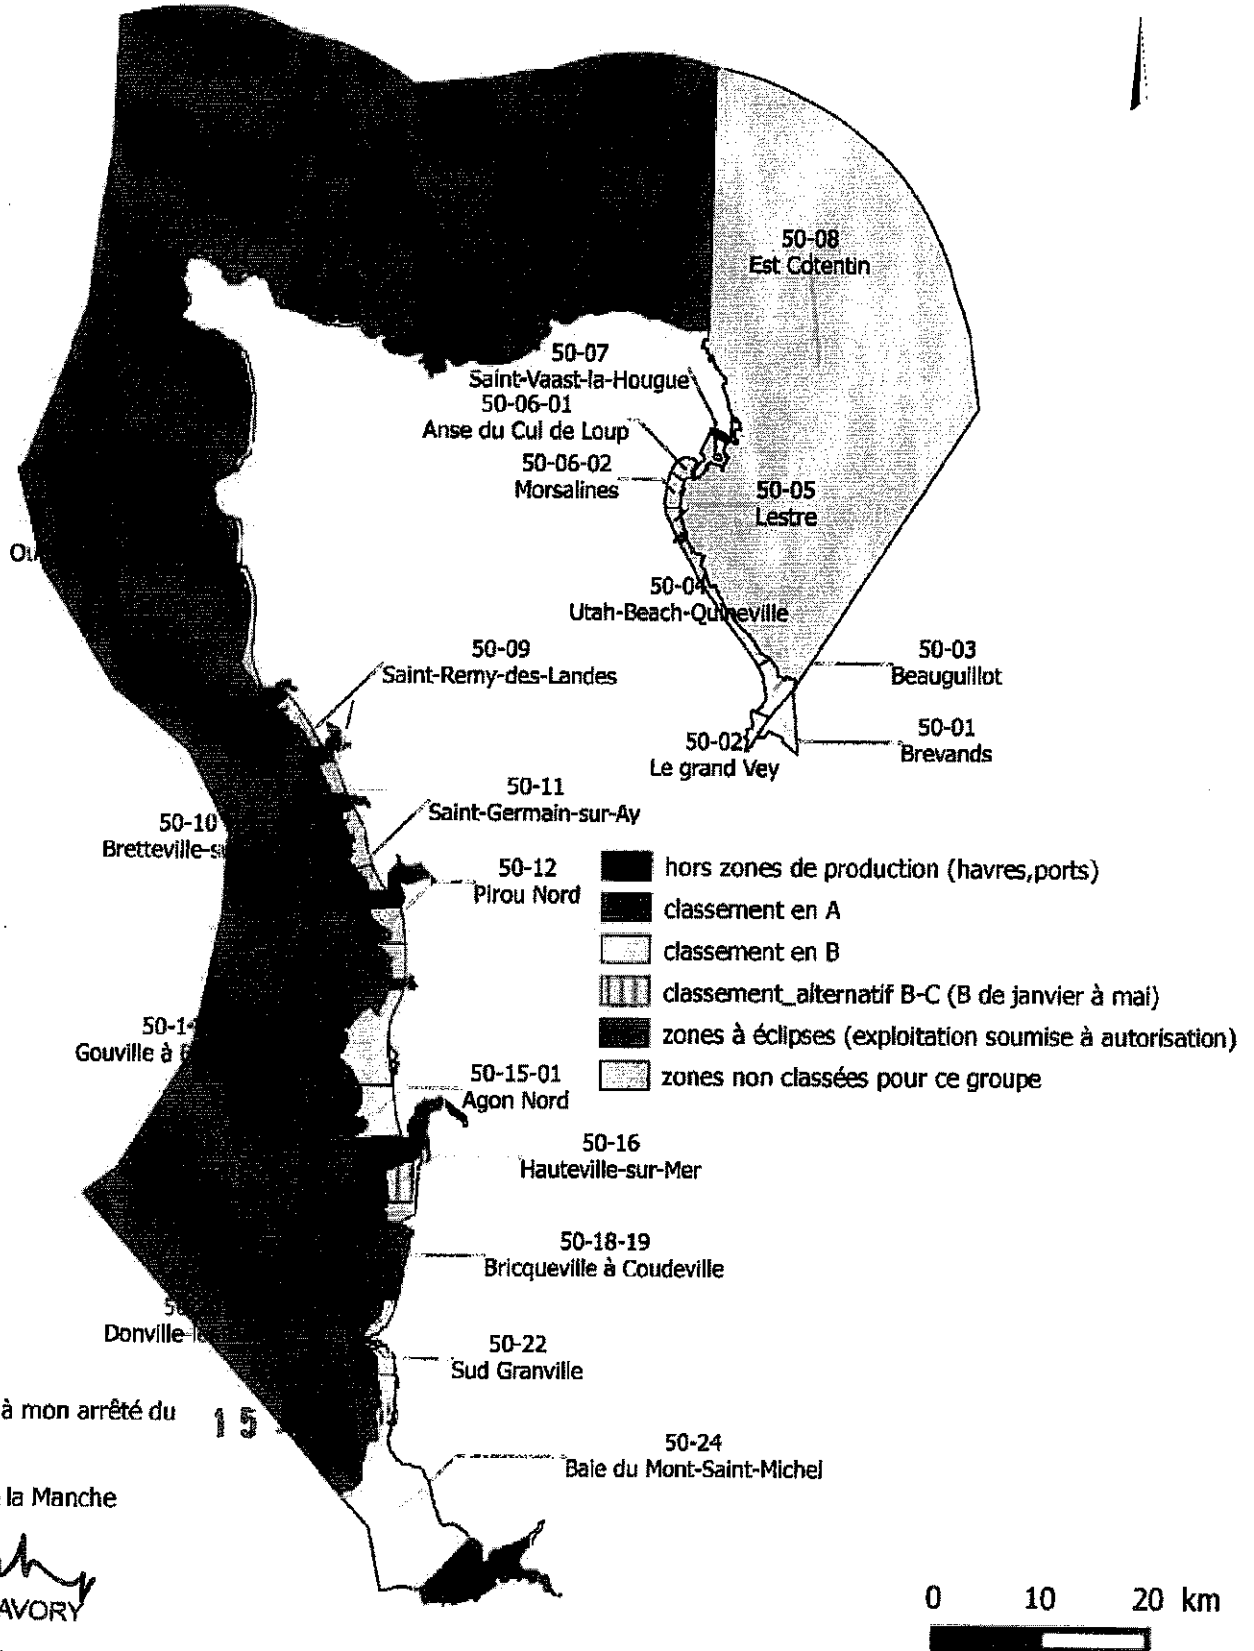 50-08
Est Cotentin
50-07
Saint-Vaast-la-Hougue
50-06-01
Anse du Cul de Loup
50-06-02
Morsalines
50-05
Lestre
50-04
Utah-Beach-Quineville
50-09
Saint-Remy-des-Landes
50-03
Beauguillot
50-01
Brevands
50-02
Le grand Vey
50-11
Saint-Germain-sur-Ay
50-10
50-12
Pirou Nord
hors zones de production (havres,ports)
classement en A
classement en B
classement_alternatif B-C (B de janvier à mai)
zones à éclipses (exploitation soumise à autorisation)
zones non classées pour ce groupe
Gouville à
50-15-01
Agon Nord
50-16
Hauteville-sur-Mer
50-18-19
Bricqueville à Coudeville
50-22
Sud Granville
à mon arrêté du 15
50-24
Baie du Mont-Saint-Michel
la Manche
0 10 20 km